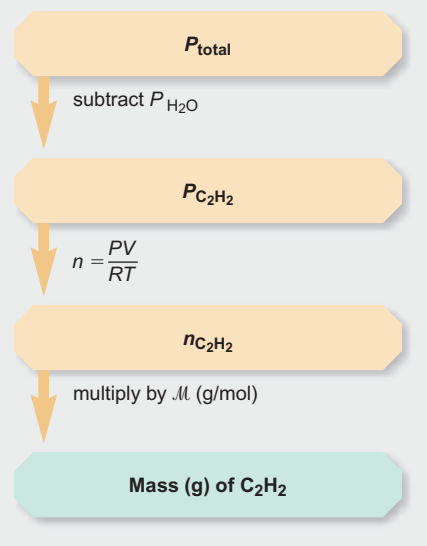 P_total
subtract P_H₂O
P_C₂H₂
n = PV/RT
n_C₂H₂
multiply by ℳ (g/mol)
Mass (g) of C₂H₂